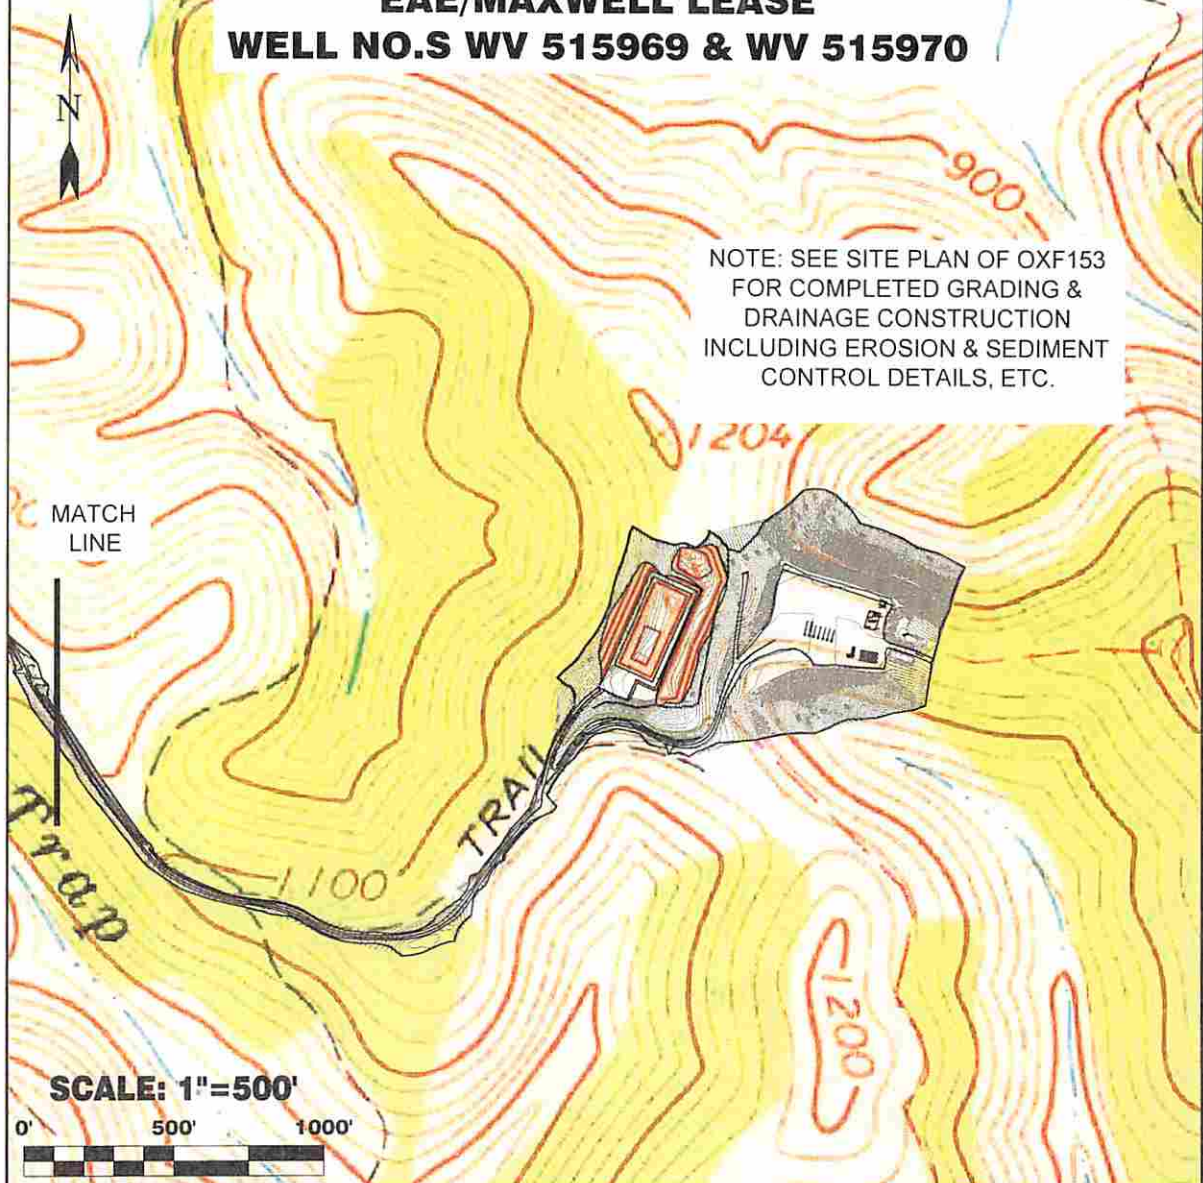 EAE/MAXWELL LEASE
WELL NO.S WV 515969 & WV 515970
N
900
NOTE: SEE SITE PLAN OF OXF153
FOR COMPLETED GRADING &
DRAINAGE CONSTRUCTION
INCLUDING EROSION & SEDIMENT
CONTROL DETAILS, ETC.
1204
MATCH
LINE
TRAIL
Trap
1100
1200
SCALE: 1"=500'
0' 500' 1000'